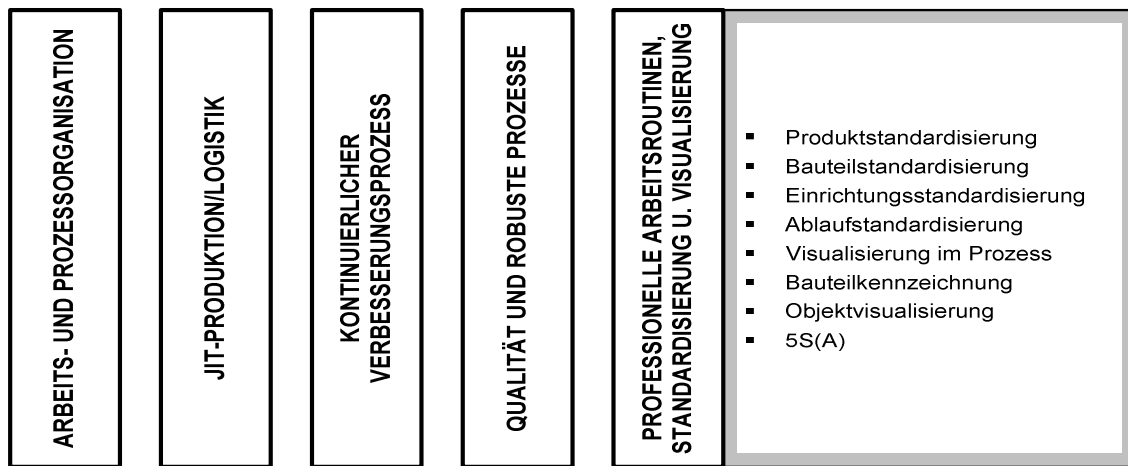 ARBEITS- UND PROZESSORGANISATION
JIT-PRODUKTION/LOGISTIK
KONTINUIERLICHER
VERBESSERUNGSPROZESS
QUALITÄT UND ROBUSTE PROZESSE
PROFESSIONELLE ARBEITSROUTINEN,
STANDARDISIERUNG U. VISUALISIERUNG
▪ Produktstandardisierung
▪ Bauteilstandardisierung
▪ Einrichtungsstandardisierung
▪ Ablaufstandardisierung
▪ Visualisierung im Prozess
▪ Bauteilkennzeichnung
▪ Objektvisualisierung
▪ 5S(A)